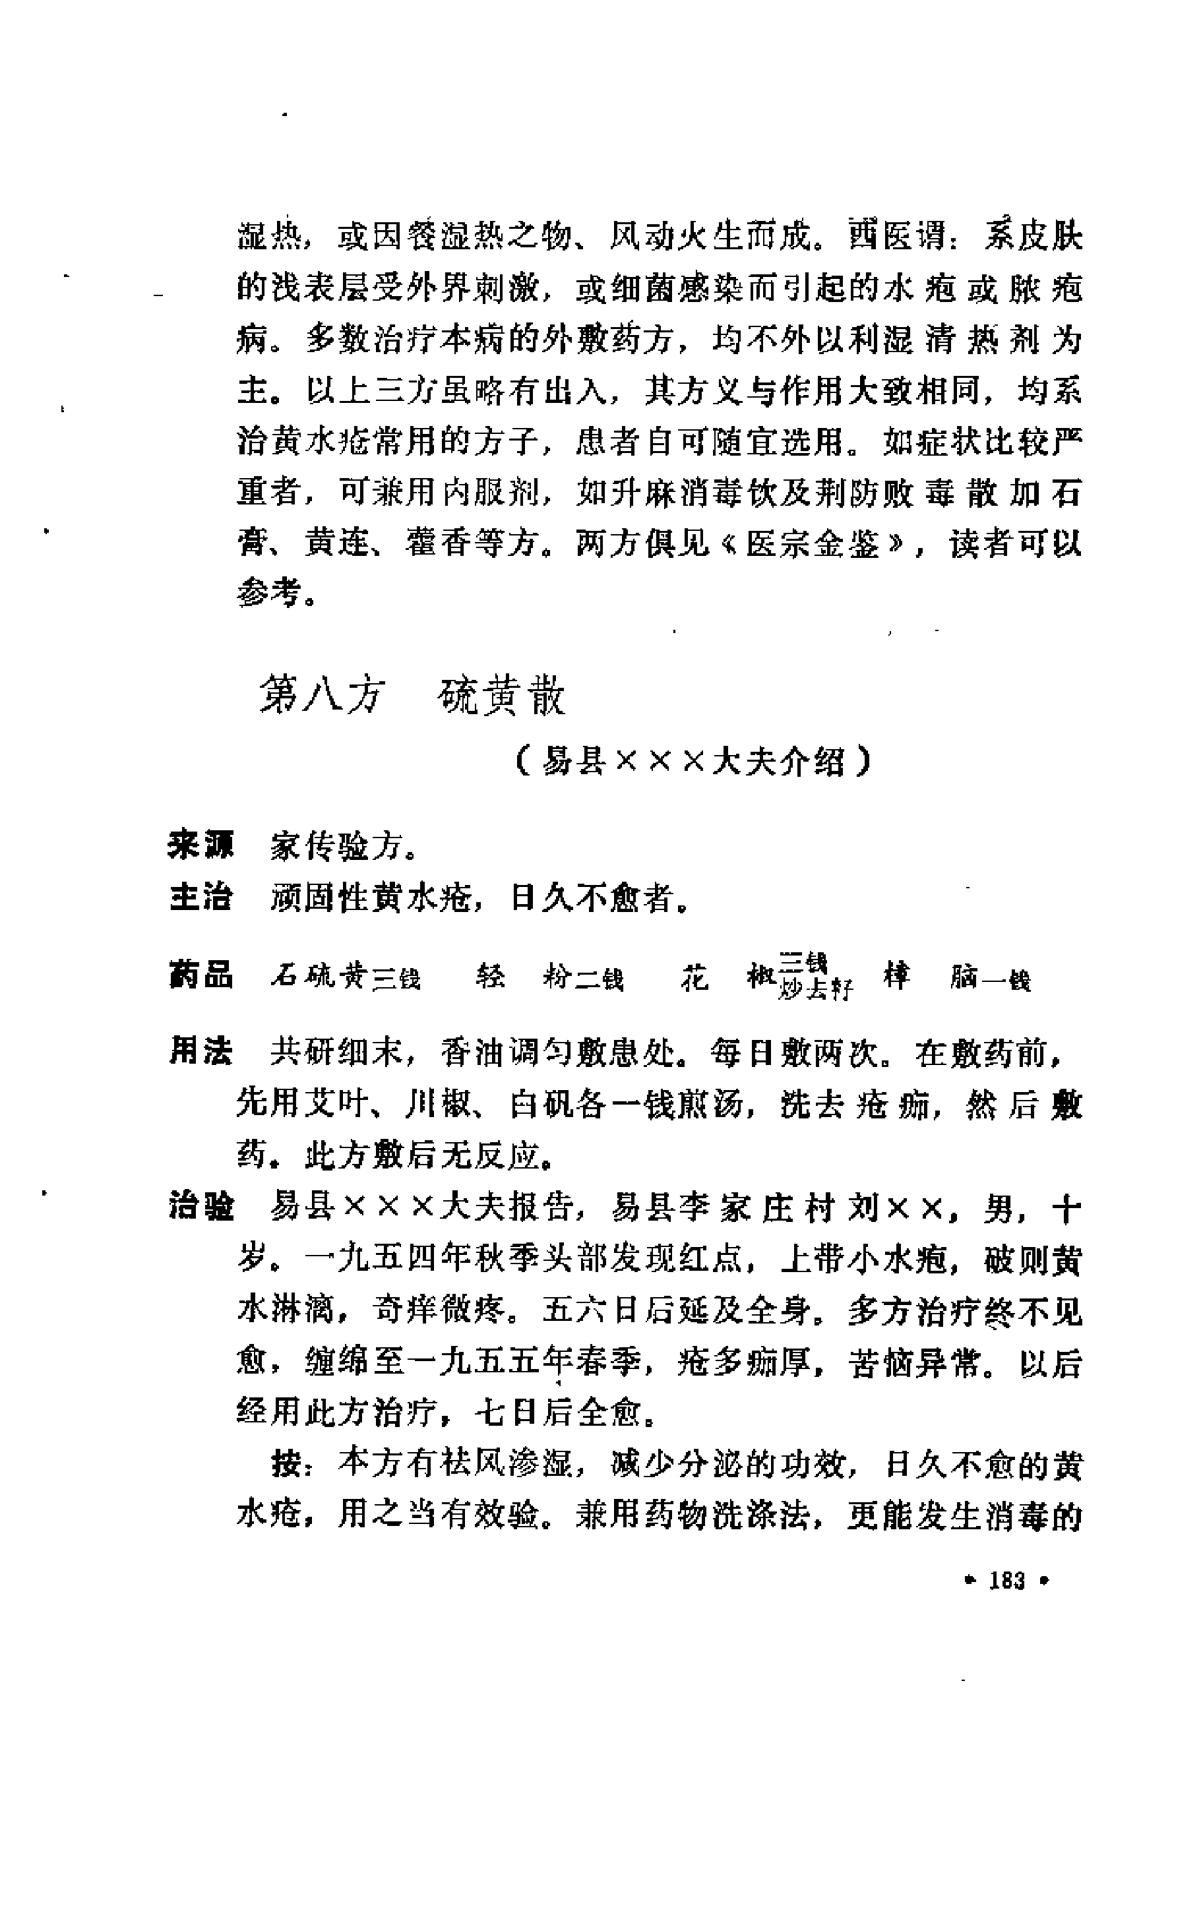 湿热，或因餐湿热之物、风动火生而成。西医谓：系皮肤
的浅表层受外界刺激，或细菌感染而引起的水疱或脓疱
病。多数治疗本病的外敷药方，均不外以利湿清热剂为
主。以上三方虽略有出入，其方义与作用大致相同，均系
治黄水疮常用的方子，患者自可随宜选用。如症状比较严
重者，可兼用内服剂，如升麻消毒饮及荆防败毒散加石
膏、黄连、藿香等方。两方俱见《医宗金鉴》，读者可以
参考。
第八方　硫黄散
（易县×××大夫介绍）
来源　家传验方。
主治　顽固性黄水疮，日久不愈者。
药品　石硫黄三钱　轻　粉二钱　花　椒三钱炒去籽　樟　脑一钱
用法　共研细末，香油调匀敷患处。每日敷两次。在敷药前，
先用艾叶、川椒、白矾各一钱煎汤，洗去疮痂，然后敷
药。此方敷后无反应。
治验　易县×××大夫报告，易县李家庄村刘××，男，十
岁。一九五四年秋季头部发现红点，上带小水疱，破则黄
水淋漓，奇痒微疼。五六日后延及全身。多方治疗终不见
愈，缠绵至一九五五年春季，疮多痂厚，苦恼异常。以后
经用此方治疗，七日后全愈。
按：本方有祛风渗湿，减少分泌的功效，日久不愈的黄
水疮，用之当有效验。兼用药物洗涤法，更能发生消毒的
• 183 •